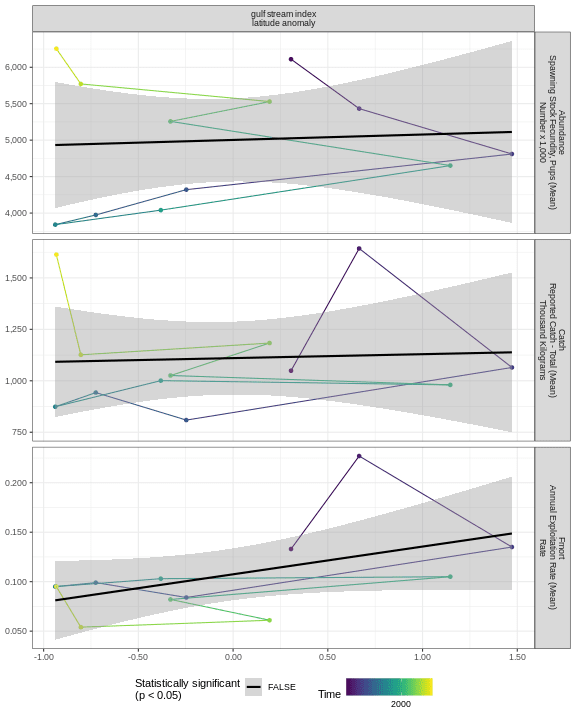 gulf stream index
latitude anomaly
6,000
5,500
5,000
4,500
4,000
Abundance
Spawning Stock Fecundity, Pups (Mean)
Number x 1,000
1,500
1,250
1,000
750
Catch
Reported Catch - Total (Mean)
Thousand Kilograms
0.200
0.150
0.100
0.050
Fmort
Annual Exploitation Rate (Mean)
Rate
-1.00
-0.50
0.00
0.50
1.00
1.50
Statistically significant
(p < 0.05)
FALSE
Time
2000